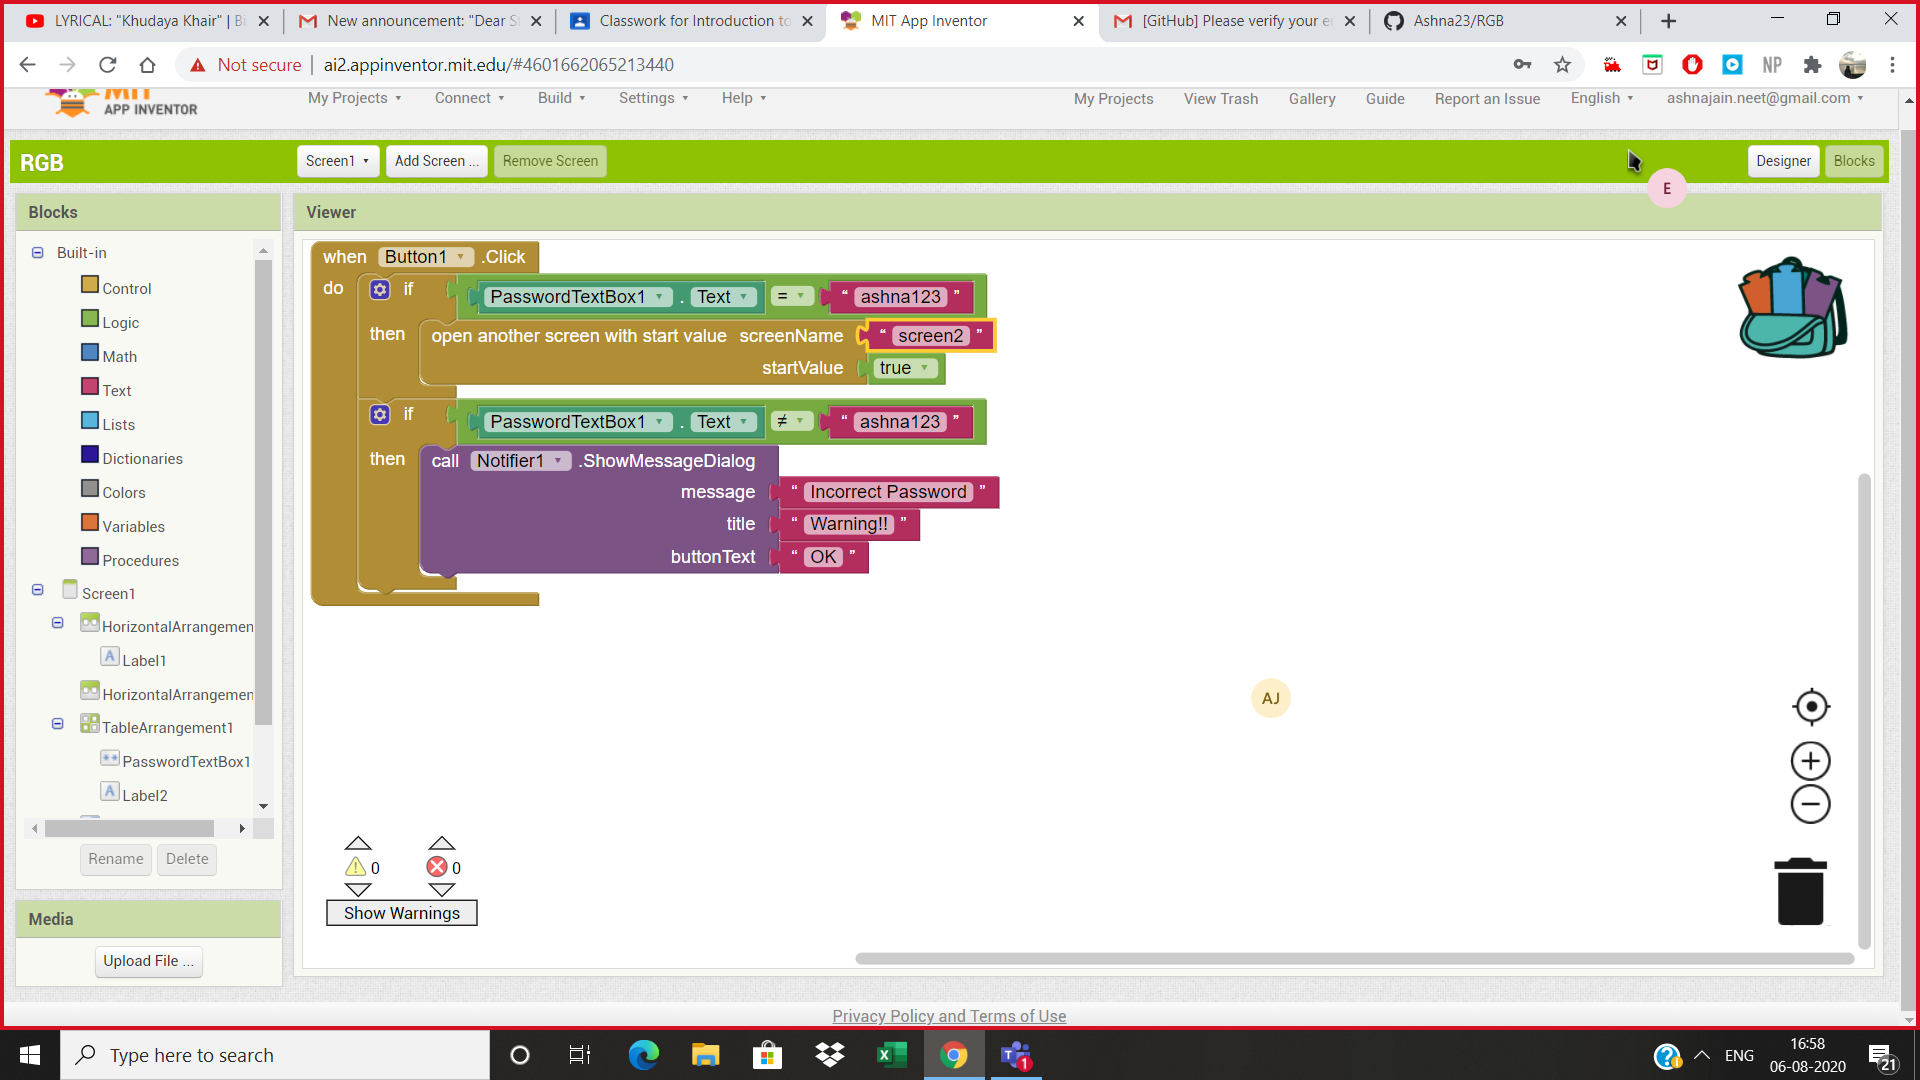 LYRICAL: "Khudaya Khair" | Bi
New announcement: "Dear S
Classwork for Introduction to
MIT App Inventor
[GitHub] Please verify your e
Ashna23/RGB
Not secure
ai2.appinventor.mit.edu/#4601662065213440
NP
MIT
APP INVENTOR
My Projects
Connect
Build
Settings
Help
My Projects
View Trash
Gallery
Guide
Report an Issue
English
ashnajain.neet@gmail.com
RGB
Screen1
Add Screen ...
Remove Screen
Designer
Blocks
E
Blocks
Viewer
Built-in
Control
Logic
Math
Text
Lists
Dictionaries
Colors
Variables
Procedures
Screen1
HorizontalArrangemen
Label1
HorizontalArrangemen
TableArrangement1
PasswordTextBox1
Label2
Rename
Delete
Media
Upload File ...
when Button1 .Click
do if PasswordTextBox1 . Text = “ ashna123 ”
then open another screen with start value screenName “ screen2 ”
startValue true
if PasswordTextBox1 . Text ≠ “ ashna123 ”
then call Notifier1 .ShowMessageDialog
message “ Incorrect Password ”
title “ Warning!! ”
buttonText “ OK ”
AJ
0 0
Show Warnings
Privacy Policy and Terms of Use
Type here to search
1
ENG
16:58
06-08-2020
21